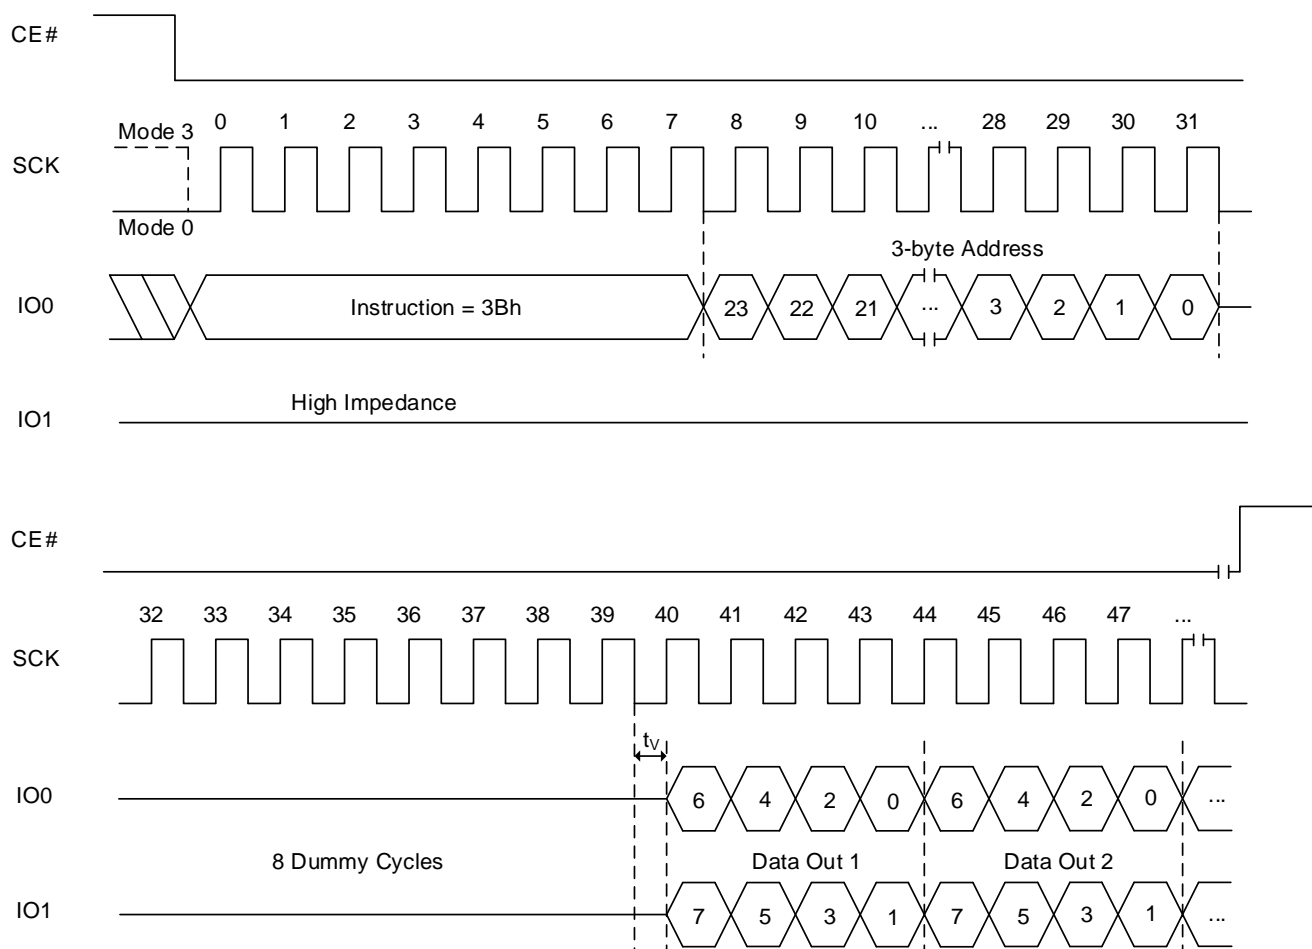 CE#
Mode 3
0 1 2 3 4 5 6 7 8 9 10 ... 28 29 30 31
SCK
Mode 0
3-byte Address
IO0
Instruction = 3Bh
23 22 21 ... 3 2 1 0
High Impedance
IO1
CE#
32 33 34 35 36 37 38 39 40 41 42 43 44 45 46 47 ...
SCK
tV
IO0
6 4 2 0 6 4 2 0 ...
8 Dummy Cycles
Data Out 1
Data Out 2
IO1
7 5 3 1 7 5 3 1 ...